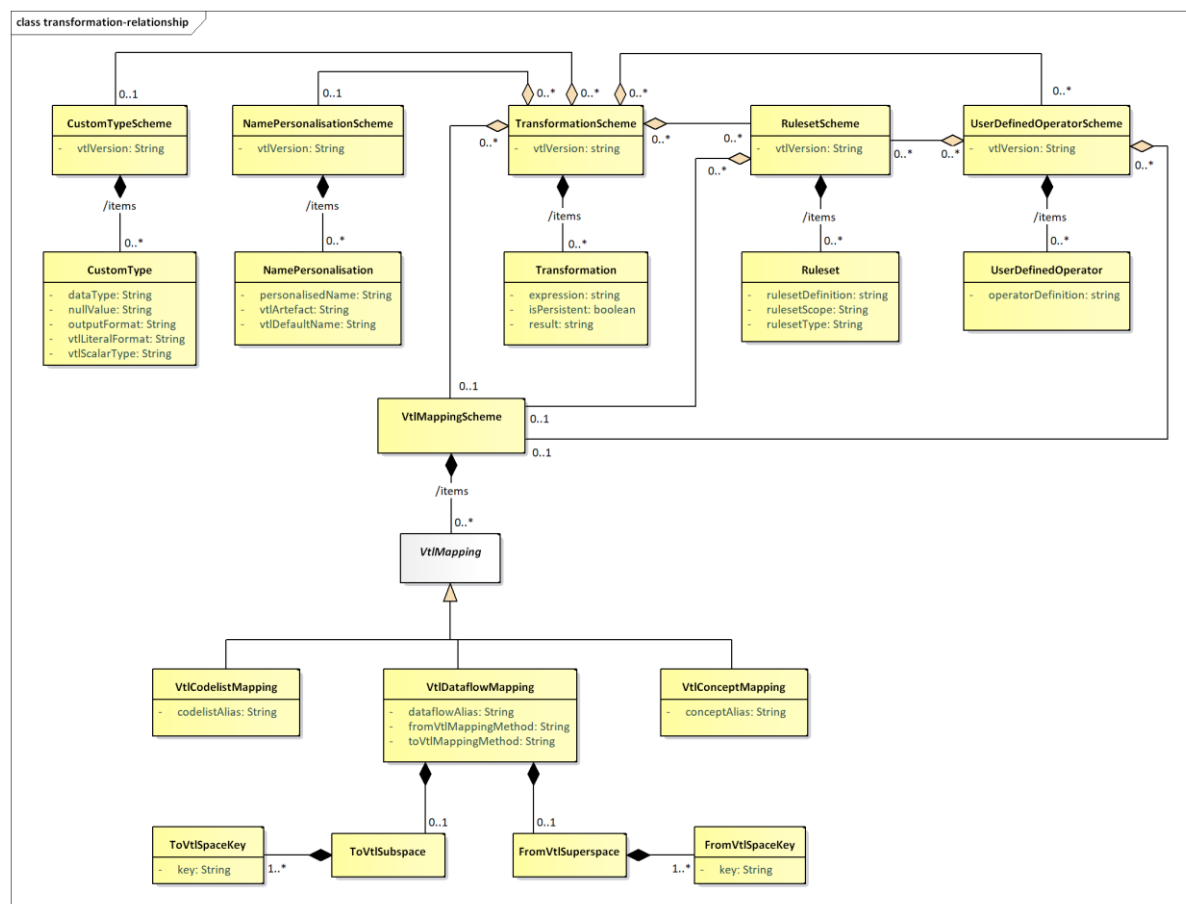 class transformation-relationship
0..1
0..1
0..*
0..*
0..*
0..*
CustomTypeScheme
- vtlVersion: String
NamePersonalisationScheme
- vtlVersion: String
TransformationScheme
- vtlVersion: string
0..*
0..*
0..*
RulesetScheme
- vtlVersion: String
0..*
0..*
0..*
UserDefinedOperatorScheme
- vtlVersion: String
0..*
0..*
/items
/items
/items
/items
/items
0..*
0..*
0..*
0..*
0..*
CustomType
- dataType: String
- nullValue: String
- outputFormat: String
- vtlLiteralFormat: String
- vtlScalarType: String
NamePersonalisation
- personalisedName: String
- vtlArtefact: String
- vtlDefaultName: String
Transformation
- expression: string
- isPersistent: boolean
- result: string
Ruleset
- rulesetDefinition: string
- rulesetScope: String
- rulesetType: String
UserDefinedOperator
- operatorDefinition: string
0..1
VtlMappingScheme
0..1
0..1
/items
0..*
VtlMapping
VtlCodelistMapping
- codelistAlias: String
VtlDataflowMapping
- dataflowAlias: String
- fromVtlMappingMethod: String
- toVtlMappingMethod: String
VtlConceptMapping
- conceptAlias: String
0..1
0..1
ToVtlSpaceKey
- key: String
1..*
ToVtlSubspace
FromVtlSuperspace
1..*
FromVtlSpaceKey
- key: String